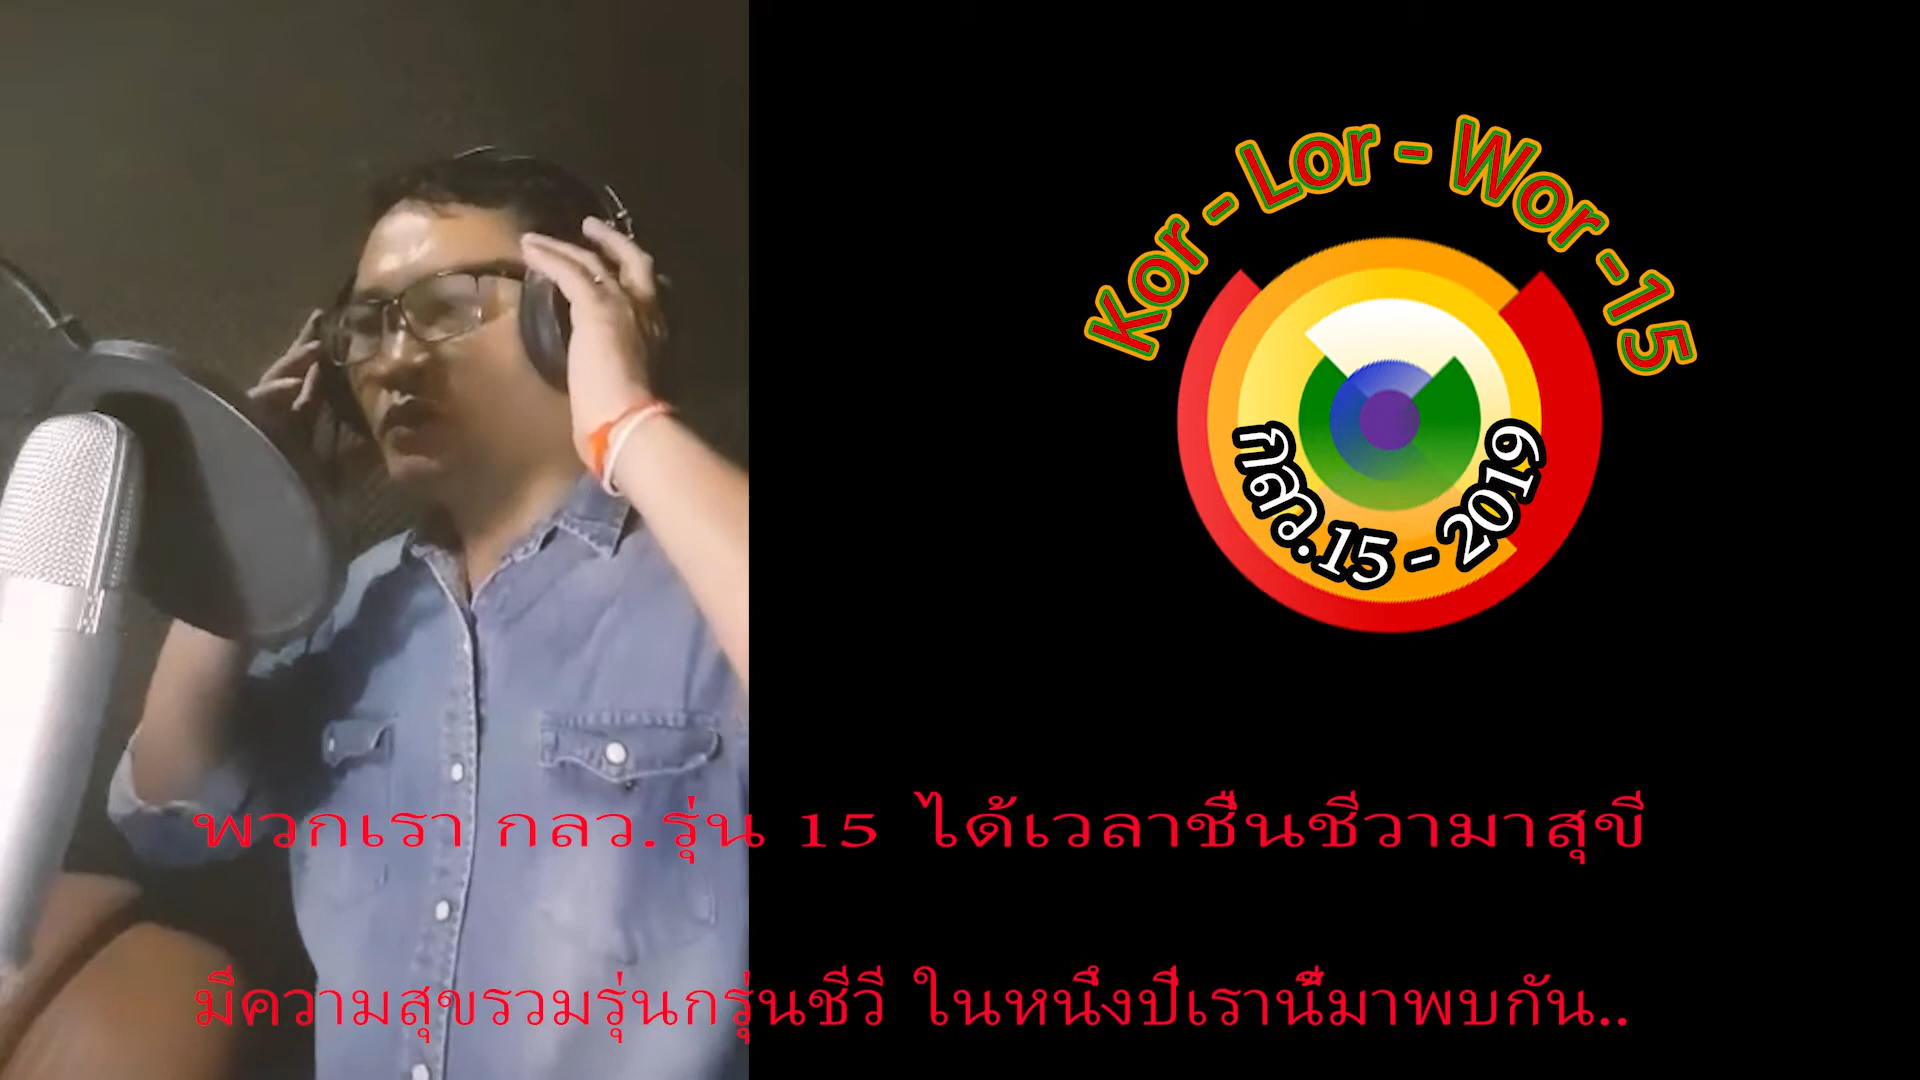 Kor - Lor - Wor -15
กลว.15 - 2019
พวกเรา กลว.รุ่น 15 ได้เวลาชื่นชีวามาสุขี
มีความสุขรวมรุ่นกรุ่นชีวี ในหนึ่งปีเรานี้มาพบกัน..